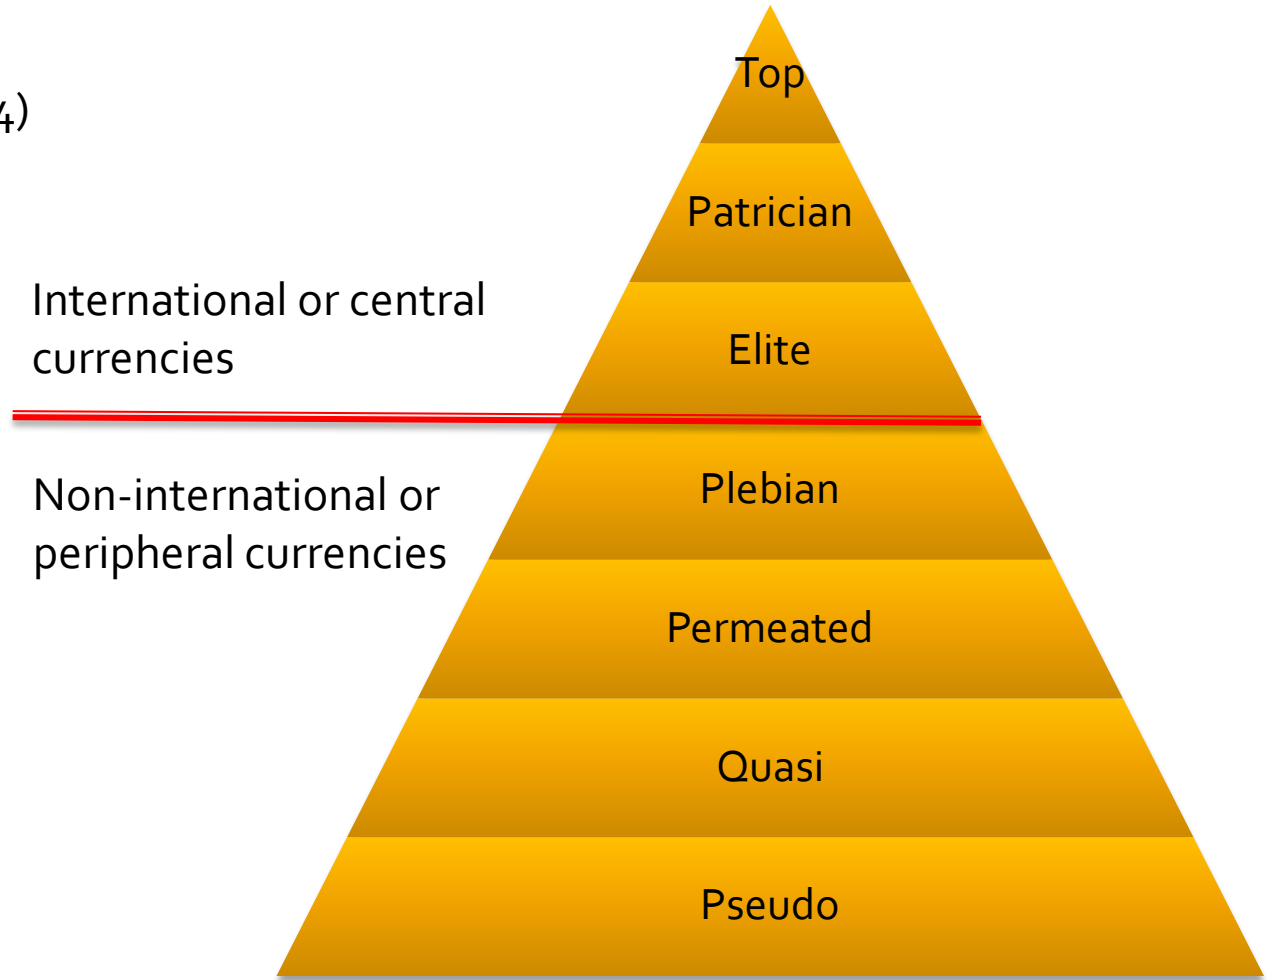 4)
Top
Patrician
International or central
currencies
Elite
Non-international or
peripheral currencies
Plebian
Permeated
Quasi
Pseudo